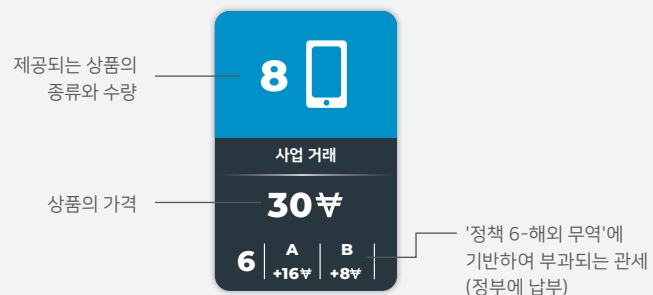 제공되는 상품의
종류와 수량
8
사업 거래
상품의 가격
30₩
6 A B
+16₩ +8₩
'정책 6-해외 무역'에
기반하여 부과되는 관세
(정부에 납부)